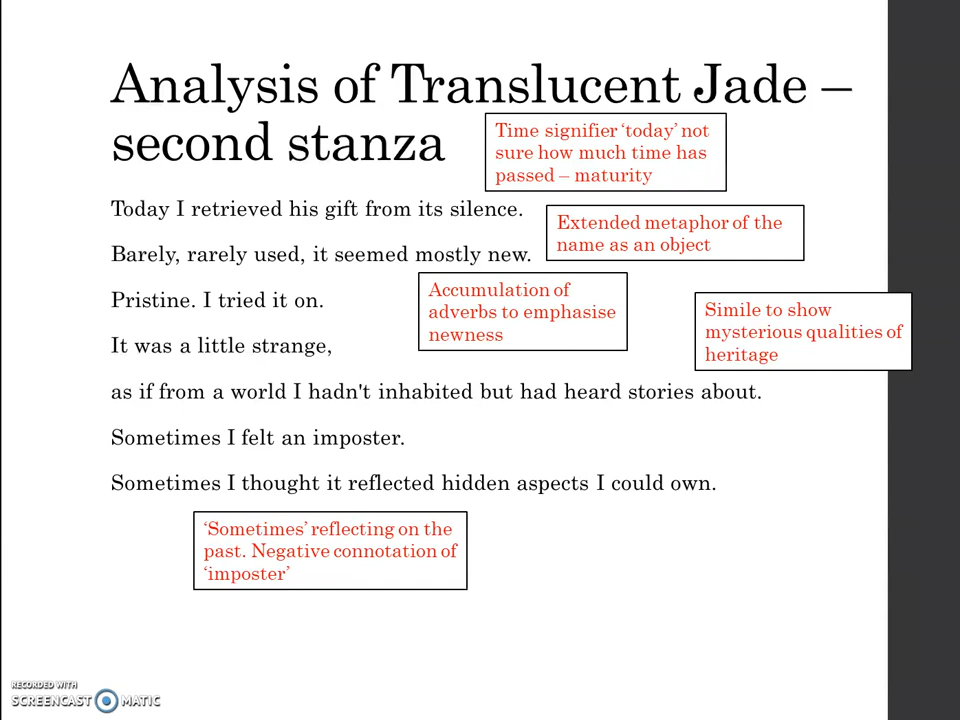 Analysis of Translucent Jade –
second stanza
Time signifier ‘today’ not
sure how much time has
passed – maturity
Today I retrieved his gift from its silence.
Extended metaphor of the
name as an object
Barely, rarely used, it seemed mostly new.
Accumulation of
adverbs to emphasise
newness
Pristine. I tried it on.
Simile to show
mysterious qualities of
heritage
It was a little strange,
as if from a world I hadn't inhabited but had heard stories about.
Sometimes I felt an imposter.
Sometimes I thought it reflected hidden aspects I could own.
‘Sometimes’ reflecting on the
past. Negative connotation of
‘imposter’
RECORDED WITH
SCREENCAST MATIC